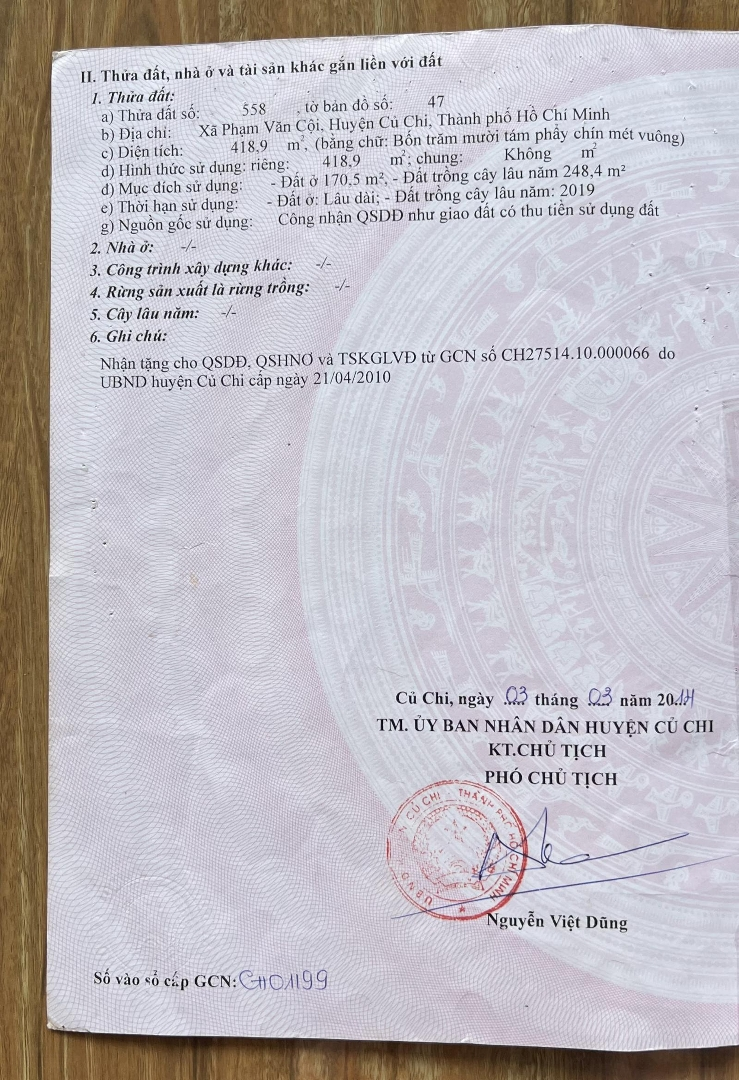 II. Thửa đất, nhà ở và tài sản khác gắn liền với đất
1. Thửa đất:
a) Thửa đất số: 558 , tờ bản đồ số: 47
b) Địa chỉ: Xã Phạm Văn Cội, Huyện Củ Chi, Thành phố Hồ Chí Minh
c) Diện tích: 418,9 m², (bằng chữ: Bốn trăm mười tám phẩy chín mét vuông)
d) Hình thức sử dụng: riêng: 418,9 m²; chung: Không m²
đ) Mục đích sử dụng: - Đất ở 170,5 m², - Đất trồng cây lâu năm 248,4 m²
e) Thời hạn sử dụng: - Đất ở: Lâu dài; - Đất trồng cây lâu năm: 2019
g) Nguồn gốc sử dụng: Công nhận QSDĐ như giao đất có thu tiền sử dụng đất
2. Nhà ở: -/-
3. Công trình xây dựng khác: -/-
4. Rừng sản xuất là rừng trồng: -/-
5. Cây lâu năm: -/-
6. Ghi chú:
Nhận tặng cho QSDĐ, QSHNƠ và TSKGLVĐ từ GCN số CH27514.10.000066 do
UBND huyện Củ Chi cấp ngày 21/04/2010
Củ Chi, ngày 03 tháng 03 năm 2014
TM. ỦY BAN NHÂN DÂN HUYỆN CỦ CHI
KT.CHỦ TỊCH
PHÓ CHỦ TỊCH
UBND HUYỆN CỦ CHI - THÀNH PHỐ HỒ CHÍ MINH
Nguyễn Việt Dũng
Số vào sổ cấp GCN: CH01199